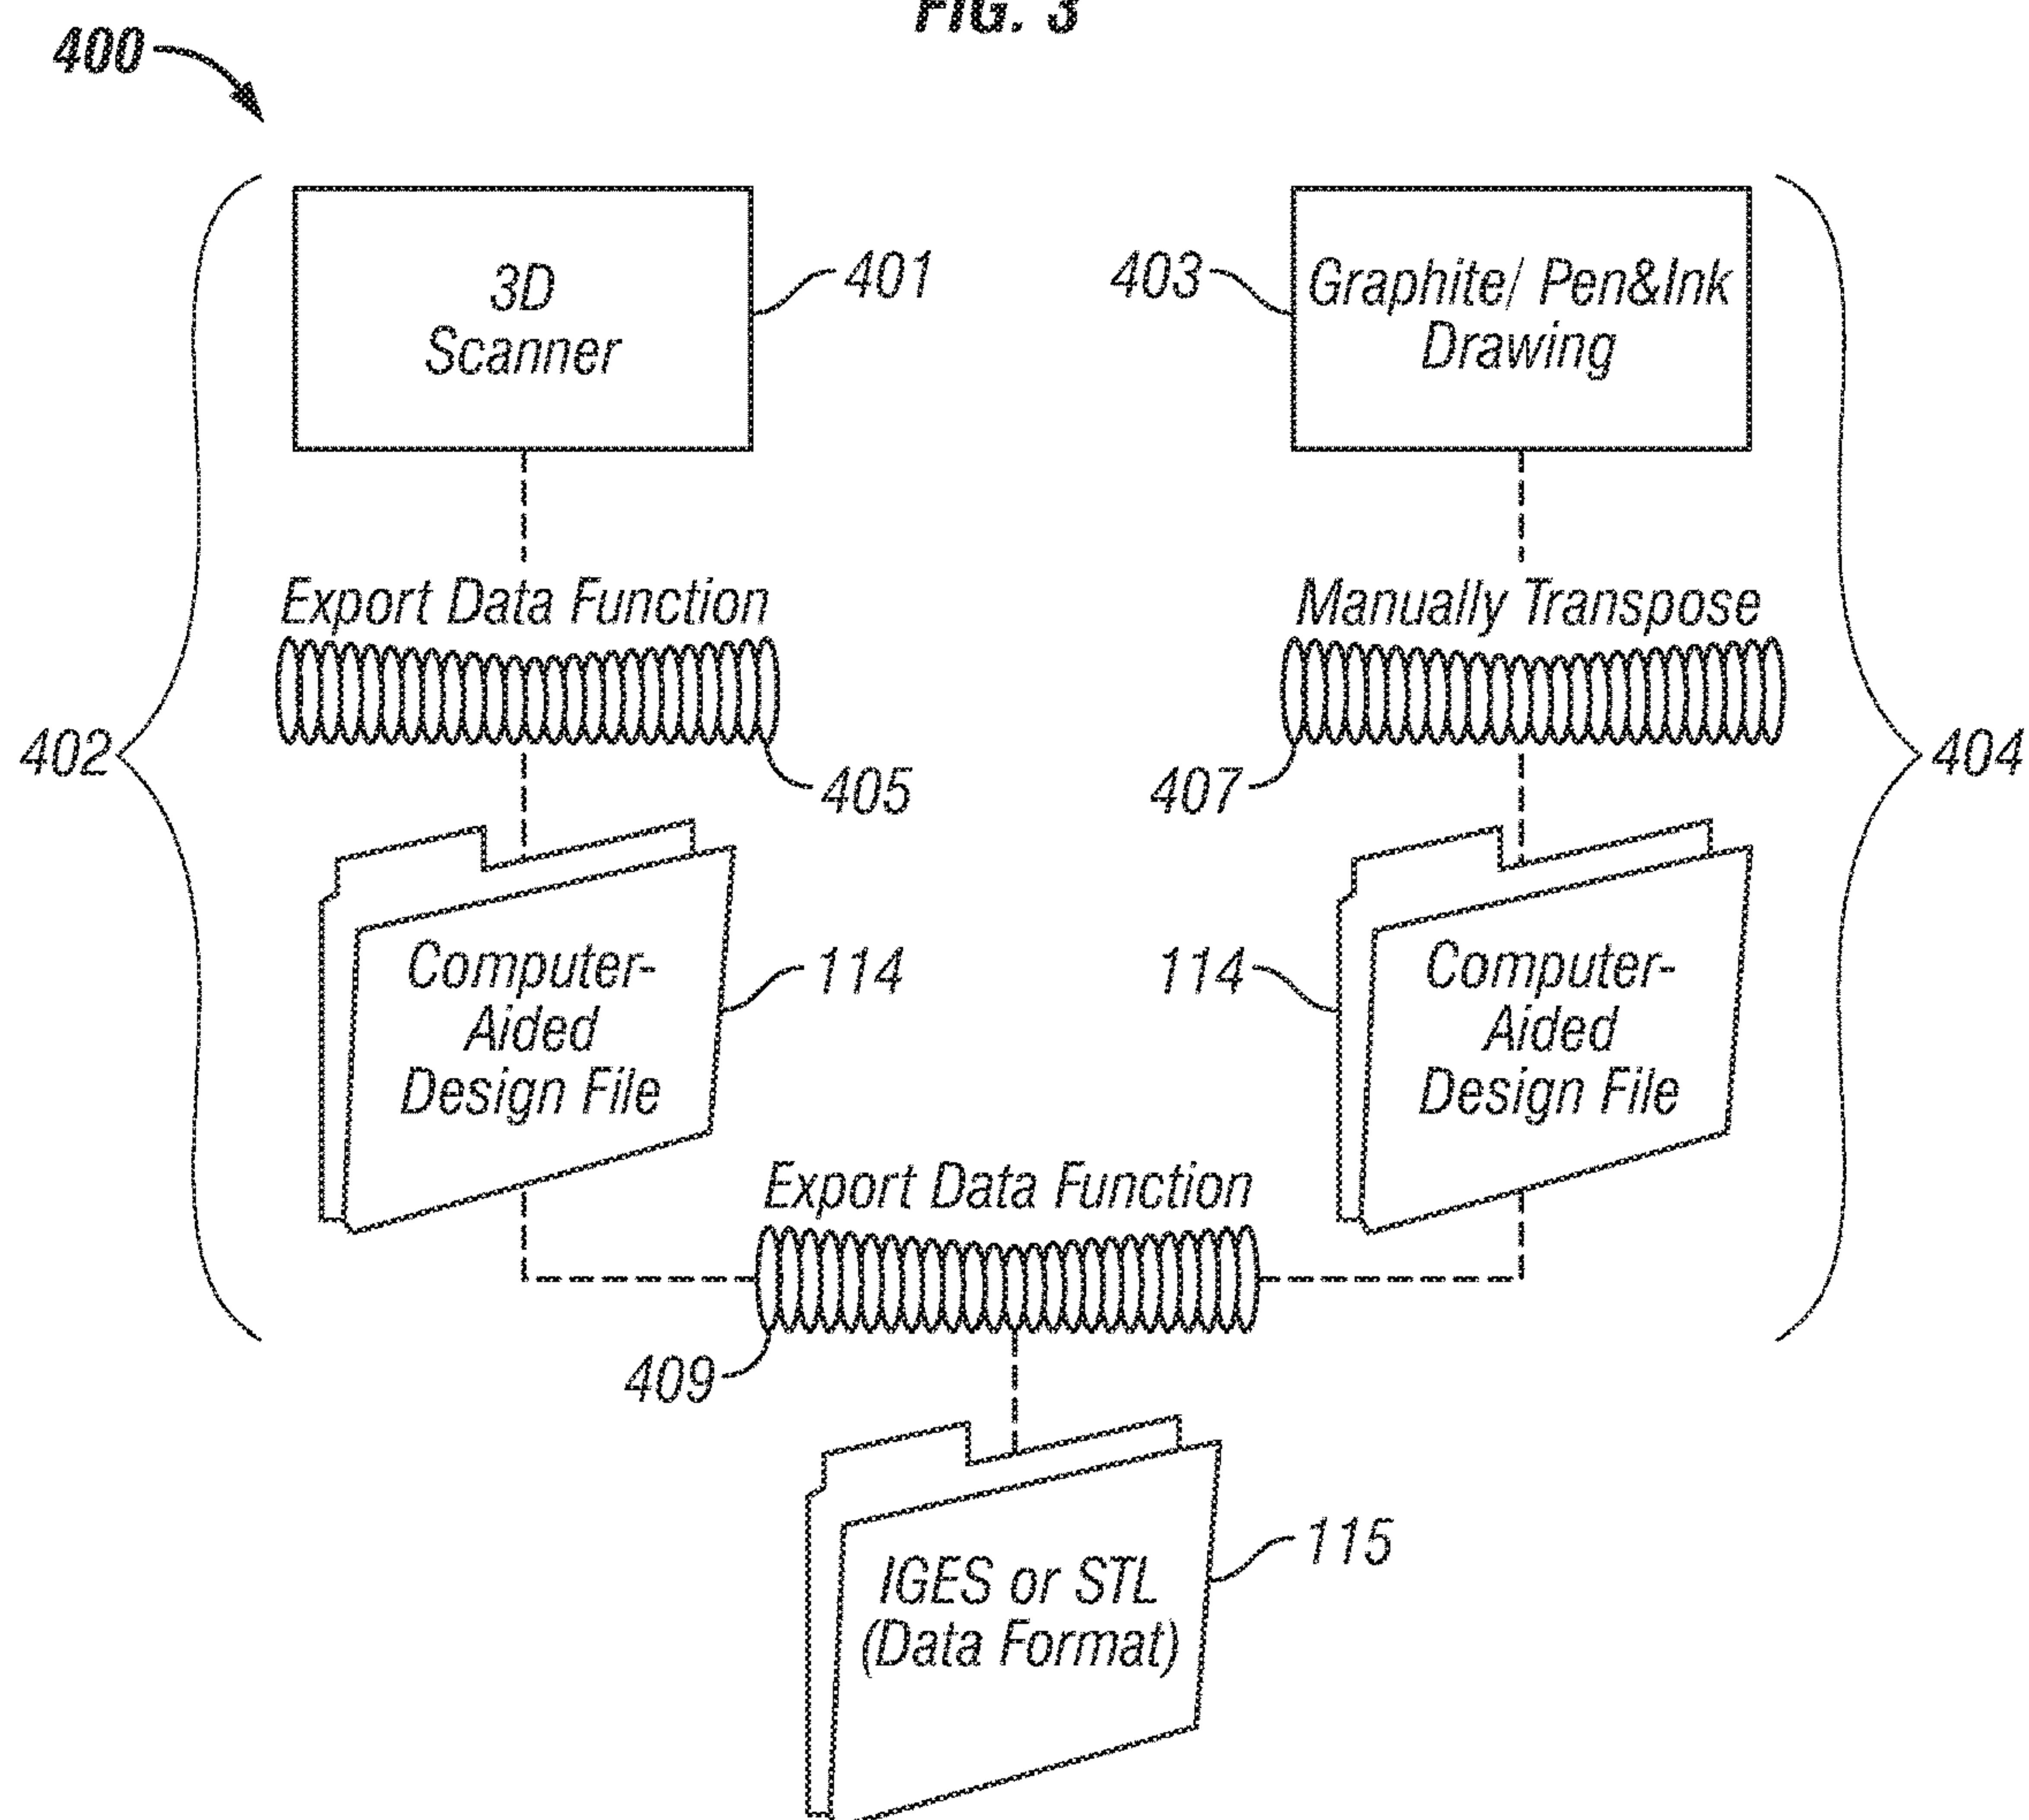 FIG. 3
400
3D
Scanner
401
403
Graphite/ Pen&Ink
Drawing
Export Data Function
Manually Transpose
402
404
405
407
Computer-
Aided
Design File
114
114
Computer-
Aided
Design File
Export Data Function
409
IGES or STL
(Data Format)
115